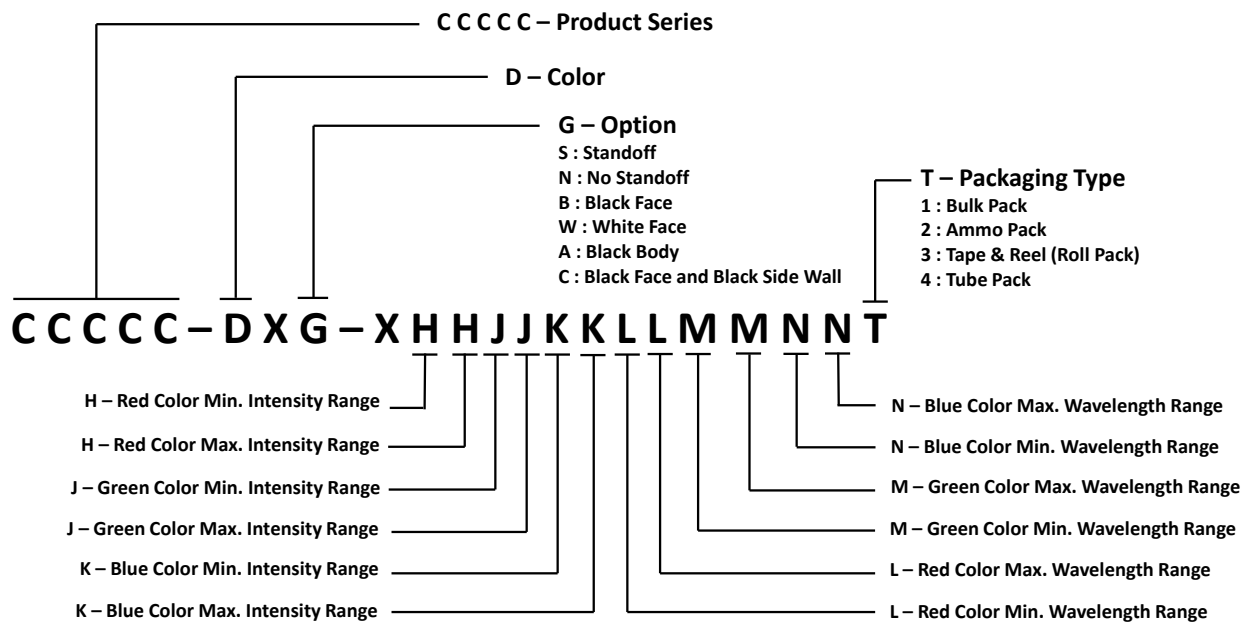 C C C C C – Product Series
D – Color
G – Option
S : Standoff
N : No Standoff
B : Black Face
W : White Face
A : Black Body
C : Black Face and Black Side Wall
T – Packaging Type
1 : Bulk Pack
2 : Ammo Pack
3 : Tape & Reel (Roll Pack)
4 : Tube Pack
C C C C C – D X G – X H H J J K K L L M M N N T
H – Red Color Min. Intensity Range
H – Red Color Max. Intensity Range
J – Green Color Min. Intensity Range
J – Green Color Max. Intensity Range
K – Blue Color Min. Intensity Range
K – Blue Color Max. Intensity Range
N – Blue Color Max. Wavelength Range
N – Blue Color Min. Wavelength Range
M – Green Color Max. Wavelength Range
M – Green Color Min. Wavelength Range
L – Red Color Max. Wavelength Range
L – Red Color Min. Wavelength Range